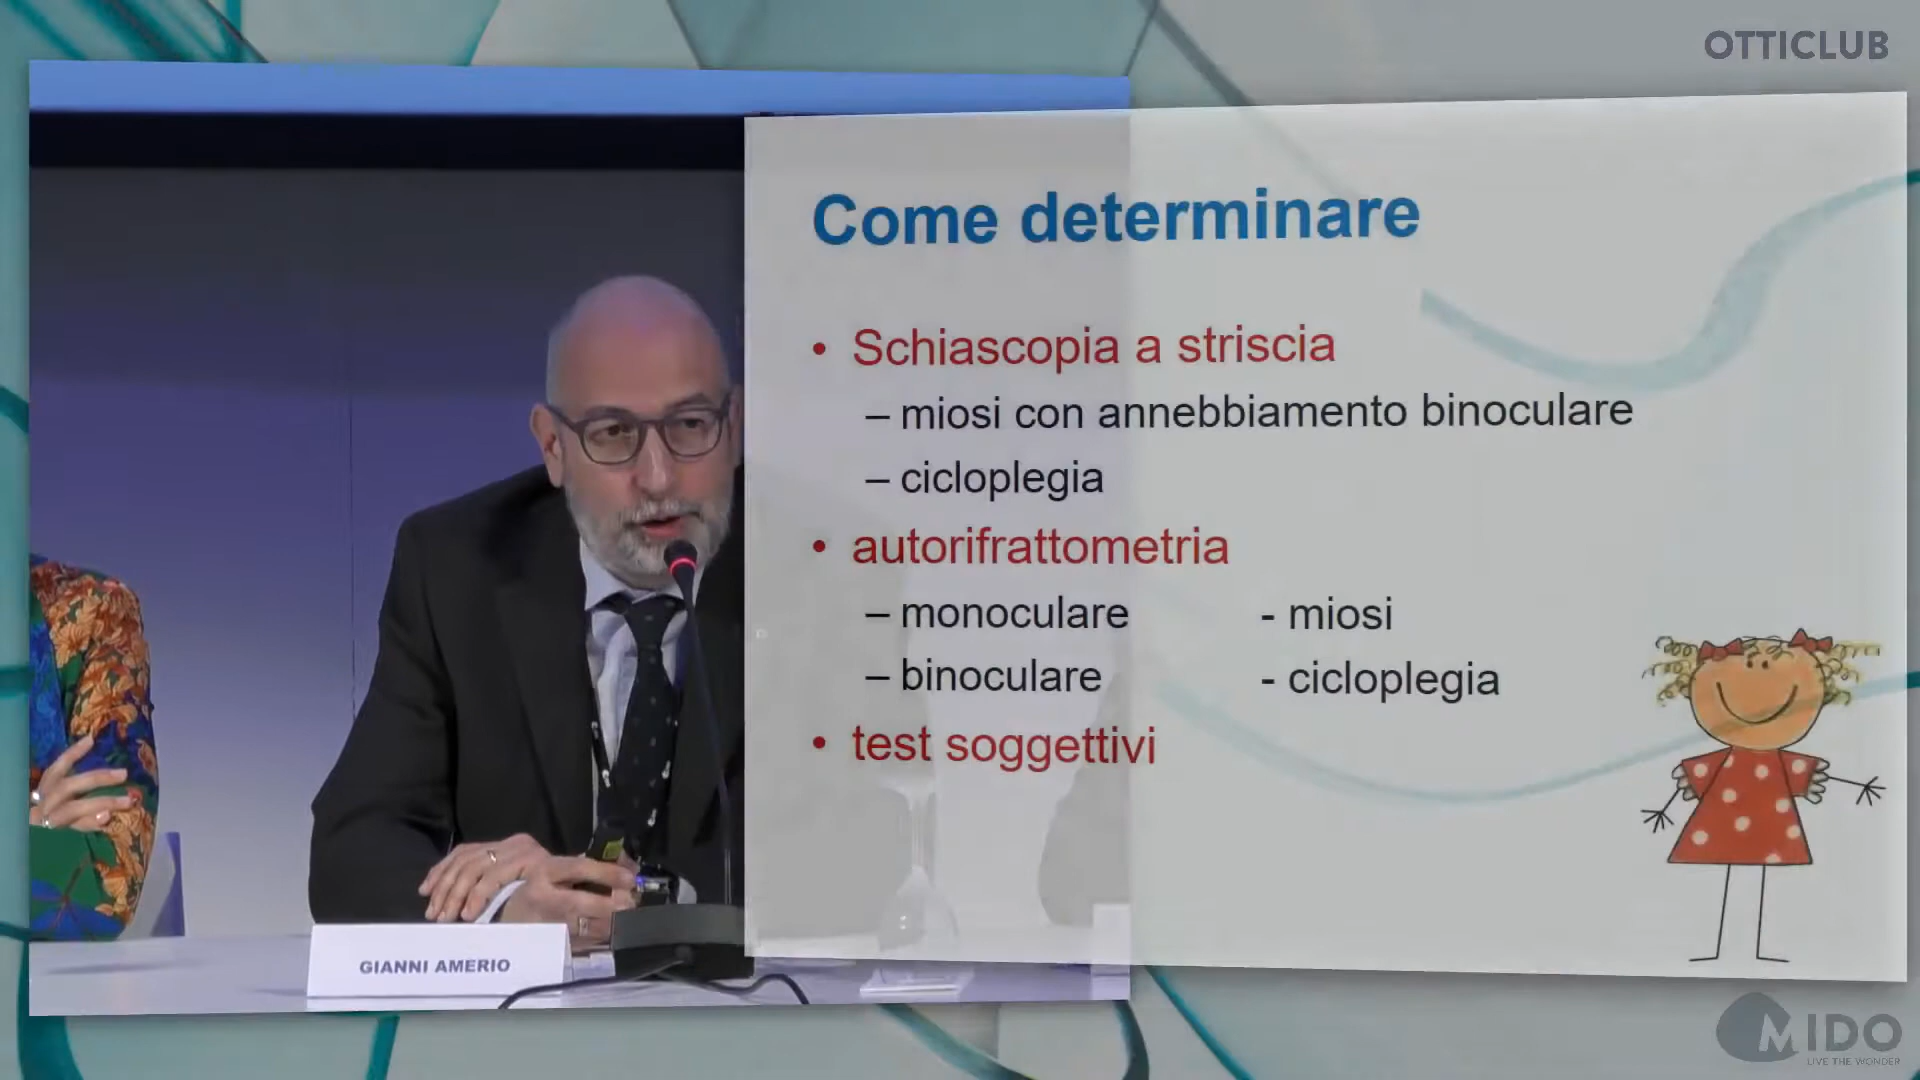 OTTICLUB
Come determinare
• Schiascopia a striscia
– miosi con annebbiamento binoculare
– cicloplegia
• autorifrattometria
– monoculare - miosi
– binoculare - cicloplegia
• test soggettivi
GIANNI AMERIO
MIDO
LIVE THE WONDER